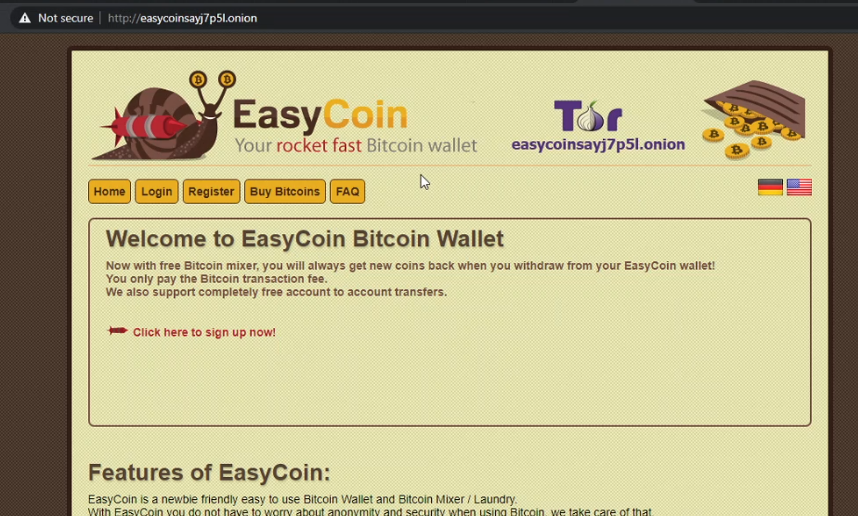 Not secure | http://easycoinsayj7p5l.onion
EasyCoin
Your rocket fast Bitcoin wallet
Tor
easycoinsayj7p5l.onion
Home Login Register Buy Bitcoins FAQ
Welcome to EasyCoin Bitcoin Wallet
Now with free Bitcoin mixer, you will always get new coins back when you withdraw from your EasyCoin wallet!
You only pay the Bitcoin transaction fee.
We also support completely free account to account transfers.
Click here to sign up now!
Features of EasyCoin:
EasyCoin is a newbie friendly easy to use Bitcoin Wallet and Bitcoin Mixer / Laundry.
With EasyCoin you do not have to worry about anonymity and security when using Bitcoin, we take care of that.